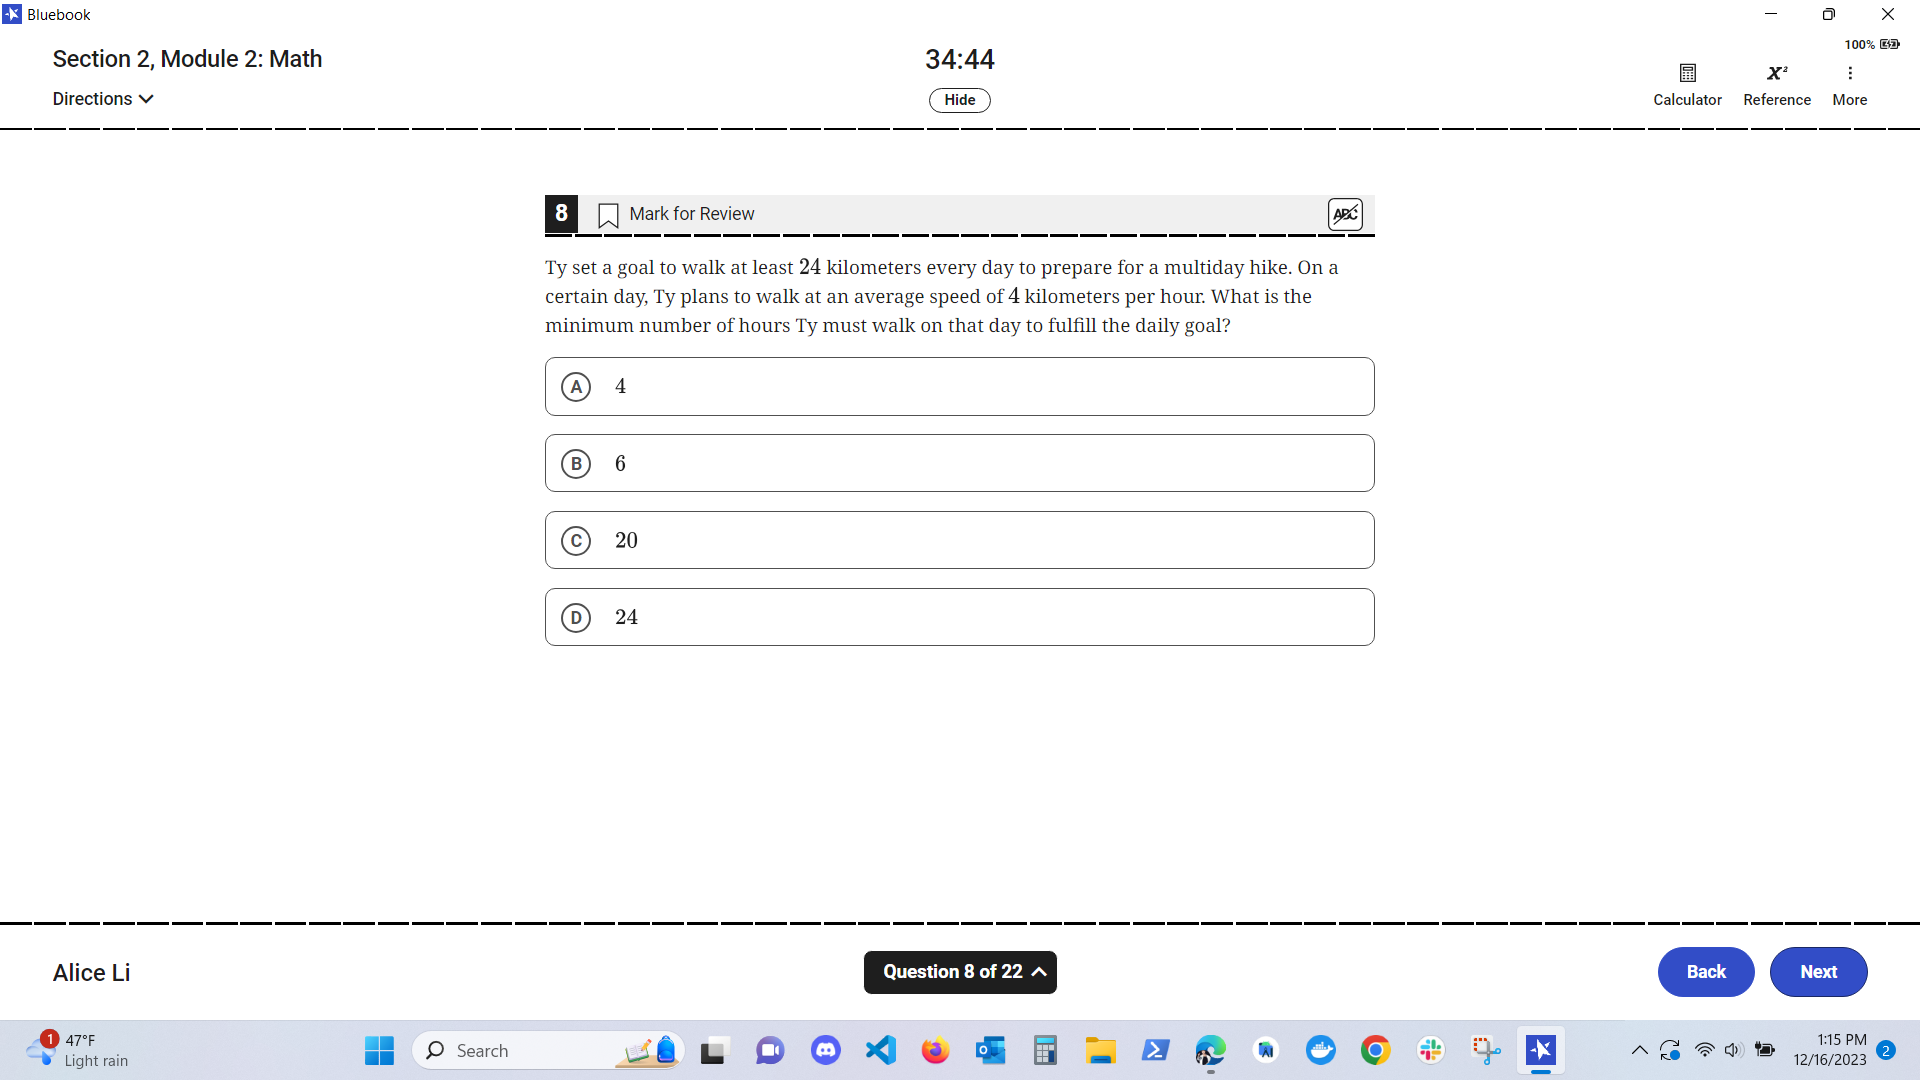 Bluebook
Section 2, Module 2: Math
34:44
100%
Directions
Hide
Calculator
Reference
More
8
Mark for Review
ABC
Ty set a goal to walk at least 24 kilometers every day to prepare for a multiday hike. On a
certain day, Ty plans to walk at an average speed of 4 kilometers per hour. What is the
minimum number of hours Ty must walk on that day to fulfill the daily goal?
A 4
B 6
C 20
D 24
Alice Li
Question 8 of 22
Back
Next
1
47°F
Light rain
Search
1:15 PM
12/16/2023
2